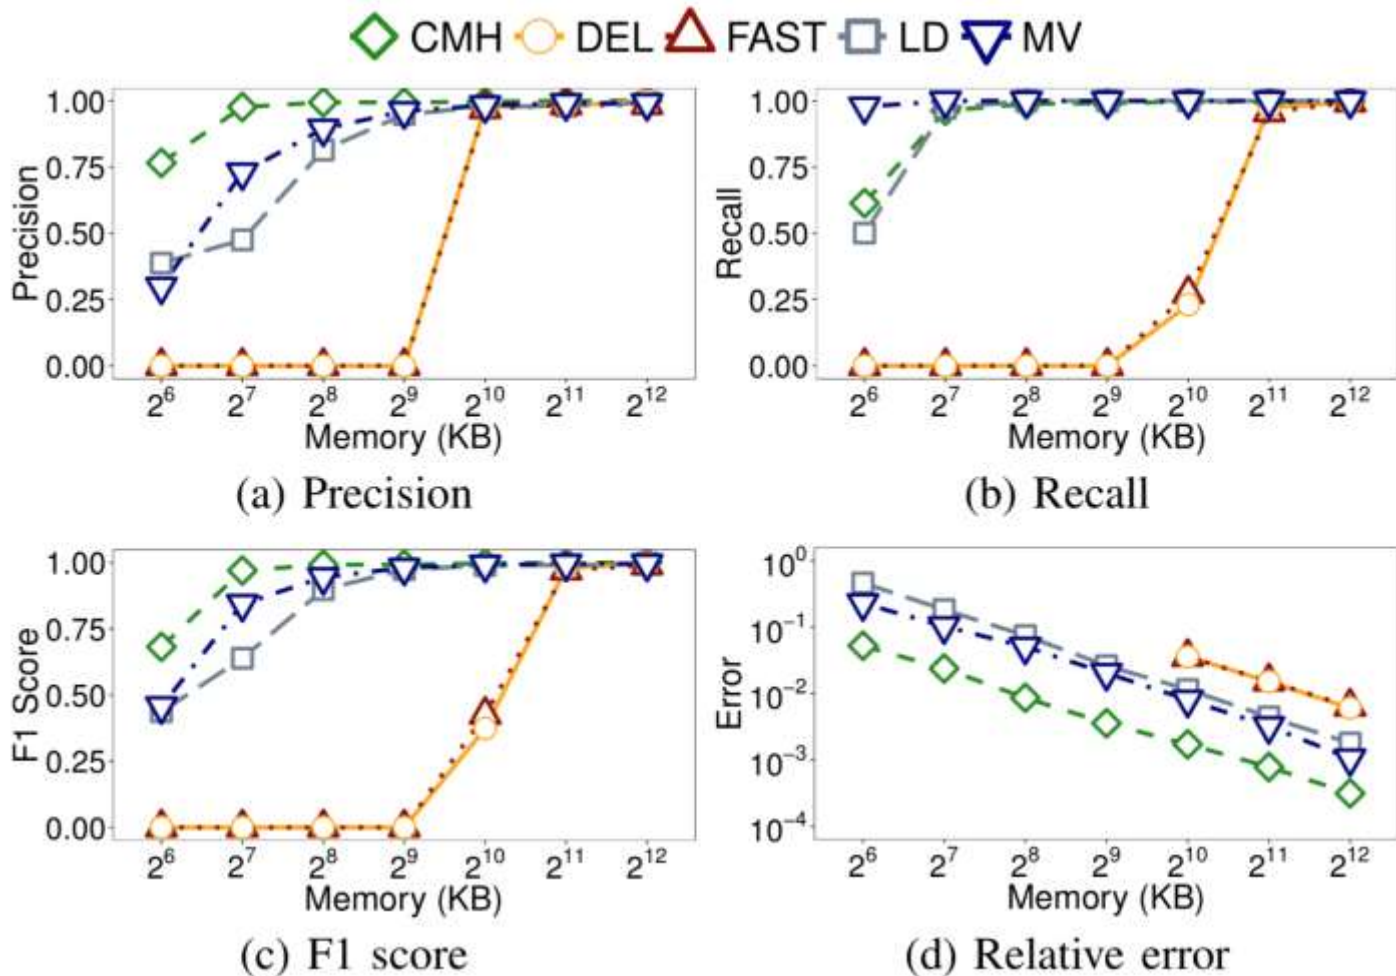 CMH DEL FAST LD MV
1.00
0.75
0.50
0.25
0.00
Precision
2^6 2^7 2^8 2^9 2^10 2^11 2^12
Memory (KB)
(a) Precision
1.00
0.75
0.50
0.25
0.00
Recall
2^6 2^7 2^8 2^9 2^10 2^11 2^12
Memory (KB)
(b) Recall
1.00
0.75
0.50
0.25
0.00
F1 Score
2^6 2^7 2^8 2^9 2^10 2^11 2^12
Memory (KB)
(c) F1 score
10^0
10^-1
10^-2
10^-3
10^-4
Error
2^6 2^7 2^8 2^9 2^10 2^11 2^12
Memory (KB)
(d) Relative error